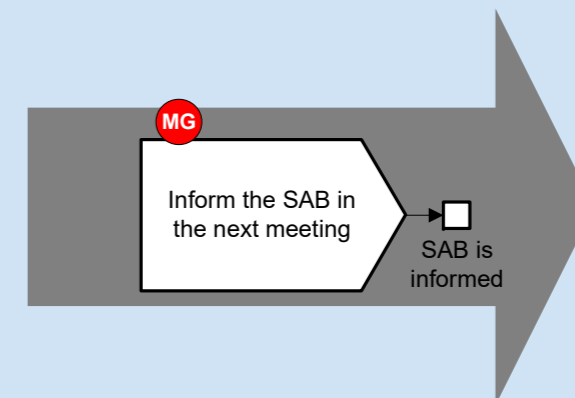 MG
Inform the SAB in
the next meeting
SAB is
informed